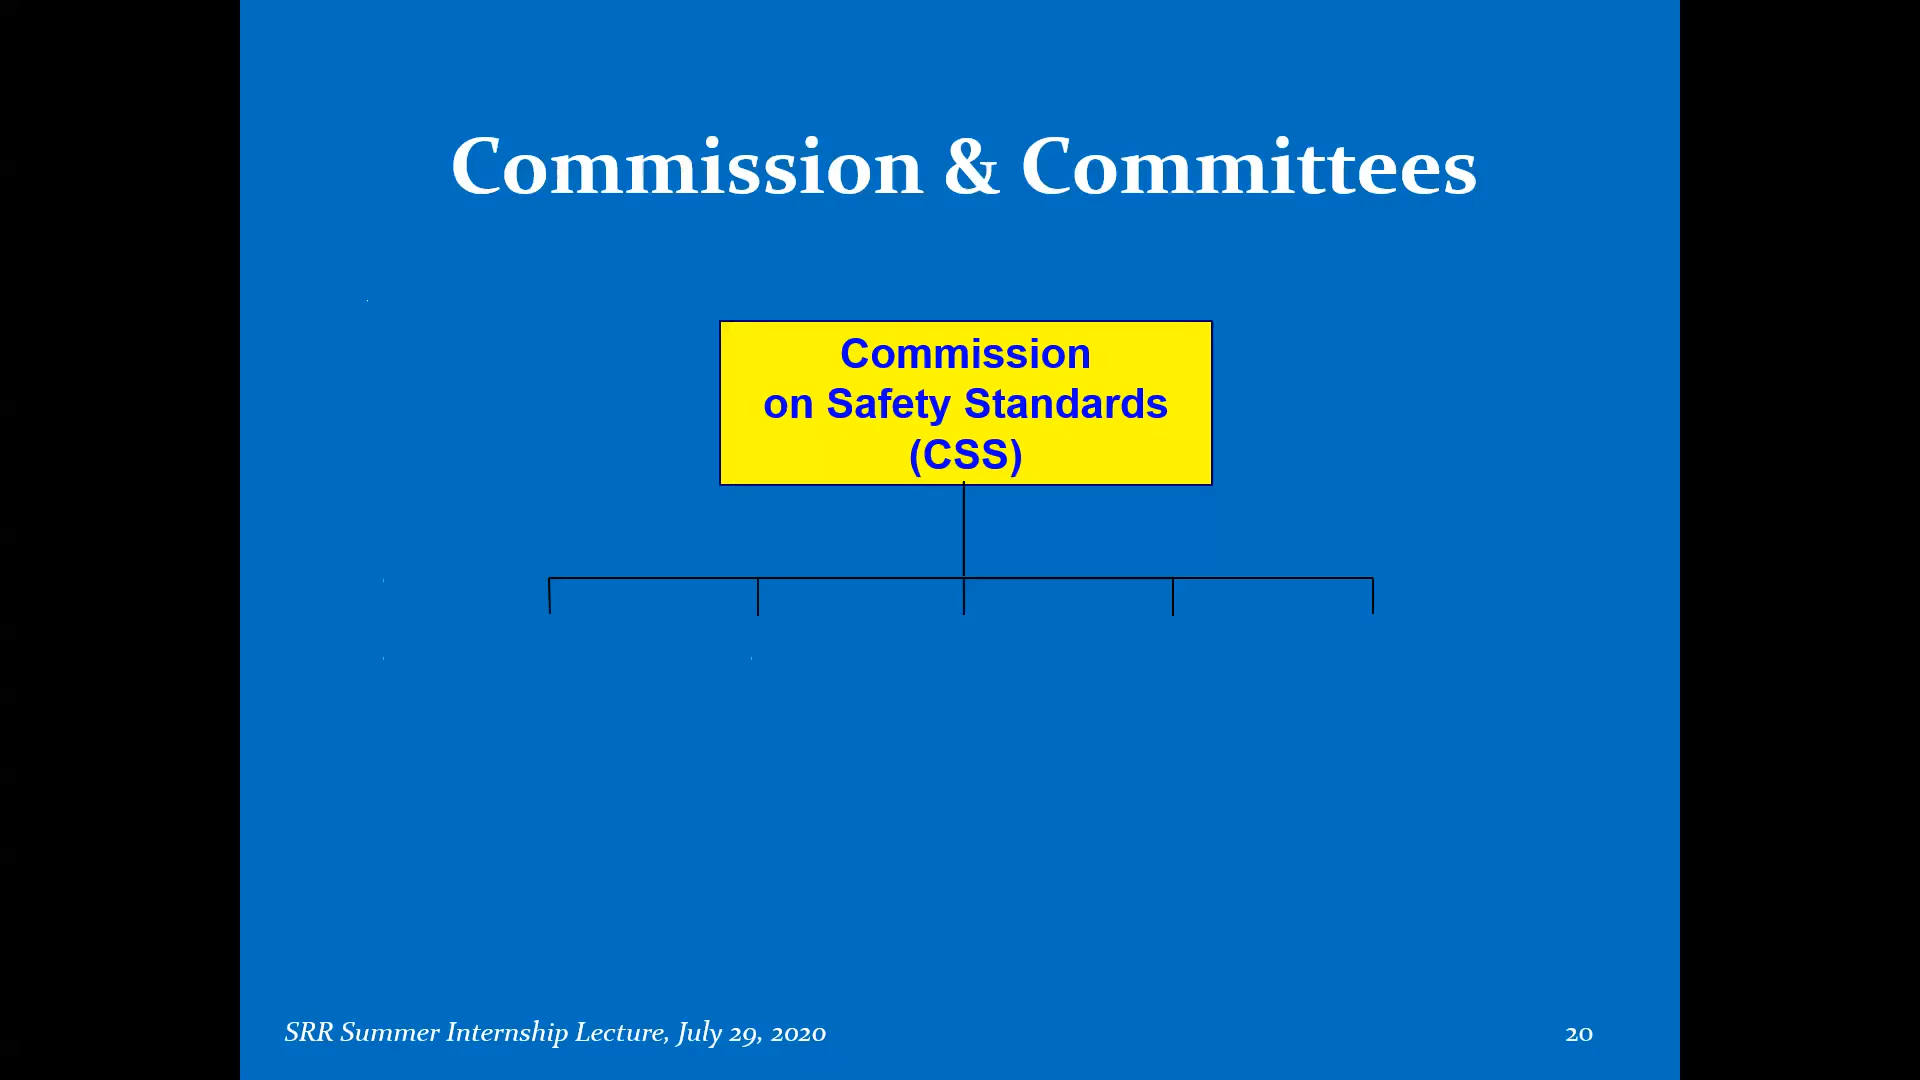 Commission & Committees
Commission
on Safety Standards
(CSS)
SRR Summer Internship Lecture, July 29, 2020
20